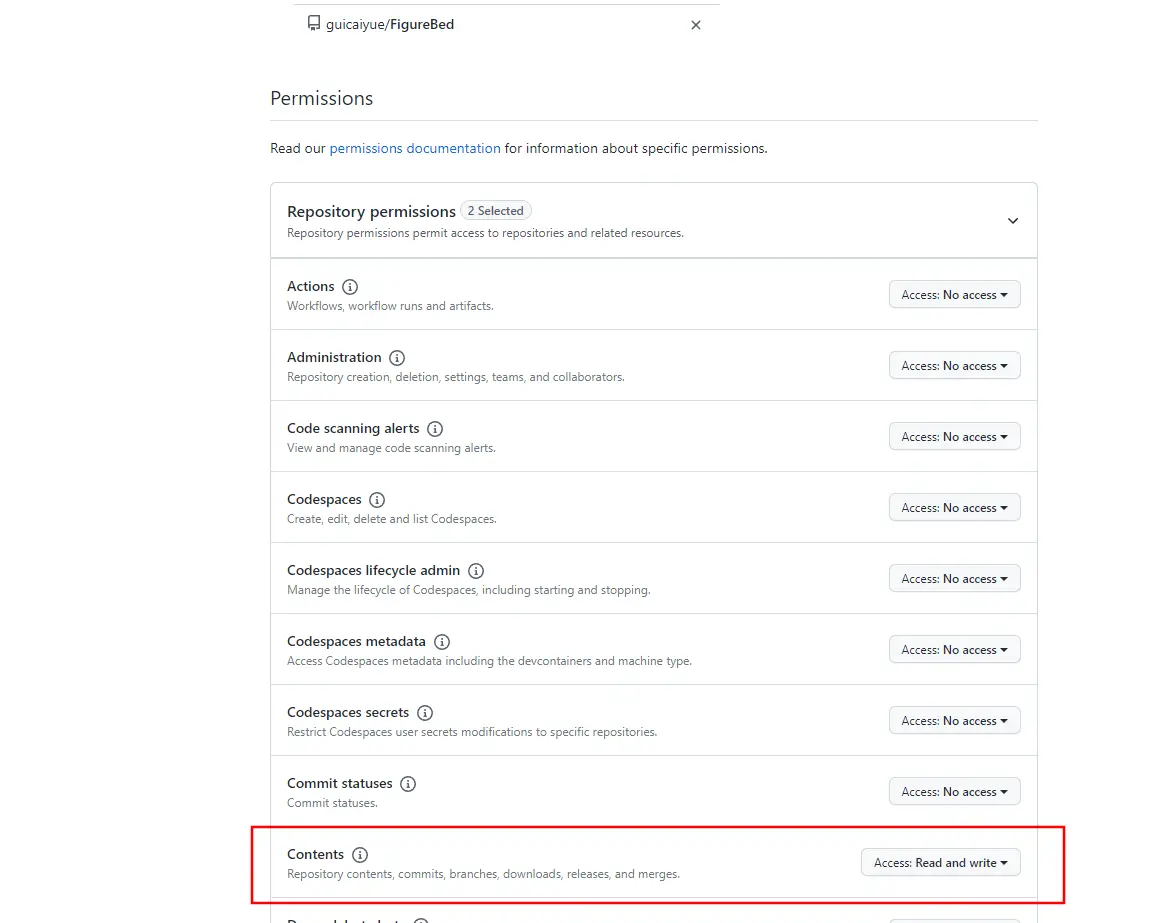 guicaiyue/FigureBed
Permissions
Read our permissions documentation for information about specific permissions.
Repository permissions 2 Selected
Repository permissions permit access to repositories and related resources.
Actions
Workflows, workflow runs and artifacts.
Access: No access
Administration
Repository creation, deletion, settings, teams, and collaborators.
Access: No access
Code scanning alerts
View and manage code scanning alerts.
Access: No access
Codespaces
Create, edit, delete and list Codespaces.
Access: No access
Codespaces lifecycle admin
Manage the lifecycle of Codespaces, including starting and stopping.
Access: No access
Codespaces metadata
Access Codespaces metadata including the devcontainers and machine type.
Access: No access
Codespaces secrets
Restrict Codespaces user secrets modifications to specific repositories.
Access: No access
Commit statuses
Commit statuses.
Access: No access
Contents
Repository contents, commits, branches, downloads, releases, and merges.
Access: Read and write